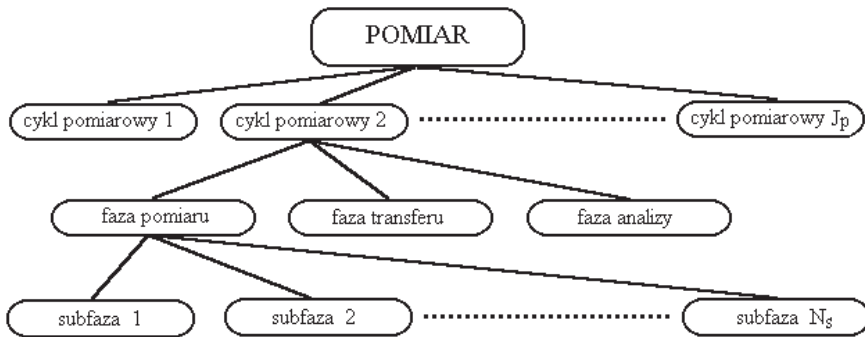 POMIAR
cykl pomiarowy 1 cykl pomiarowy 2 cykl pomiarowy Jp
faza pomiaru faza transferu faza analizy
subfaza 1 subfaza 2 subfaza Ns